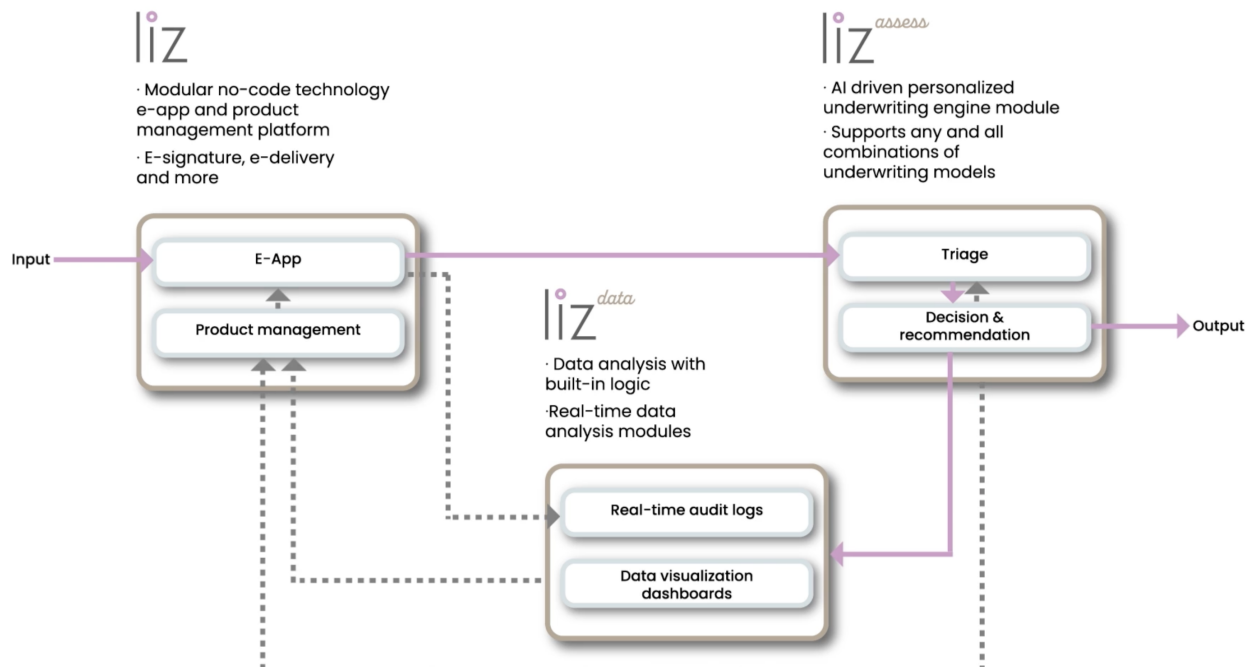 liz
· Modular no-code technology
e-app and product
management platform
· E-signature, e-delivery
and more
liz assess
· AI driven personalized
underwriting engine module
· Supports any and all
combinations of
underwriting models
Input
E-App
Product management
Triage
Decision &
recommendation
Output
liz data
· Data analysis with
built-in logic
·Real-time data
analysis modules
Real-time audit logs
Data visualization
dashboards